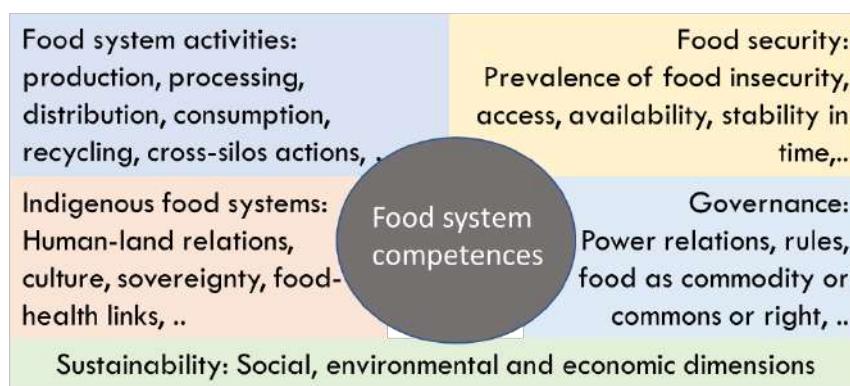 Food system activities:
production, processing,
distribution, consumption,
recycling, cross-silos actions, .
Food security:
Prevalence of food insecurity,
access, availability, stability in
time,..
Indigenous food systems:
Human-land relations,
culture, sovereignty, food-
health links, ..
Food system
competences
Governance:
Power relations, rules,
food as commodity or
commons or right, ..
Sustainability: Social, environmental and economic dimensions